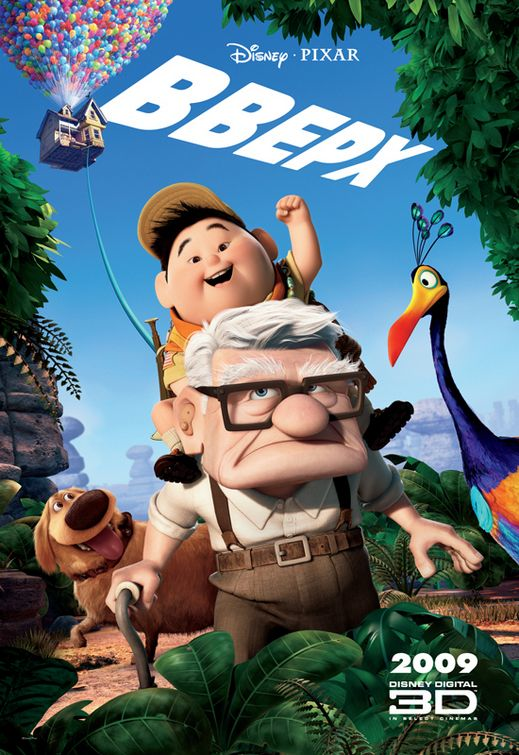 Disney · PIXAR
ВВЕРХ
2009
DISNEY DIGITAL
3D
IN SELECT CINEMAS